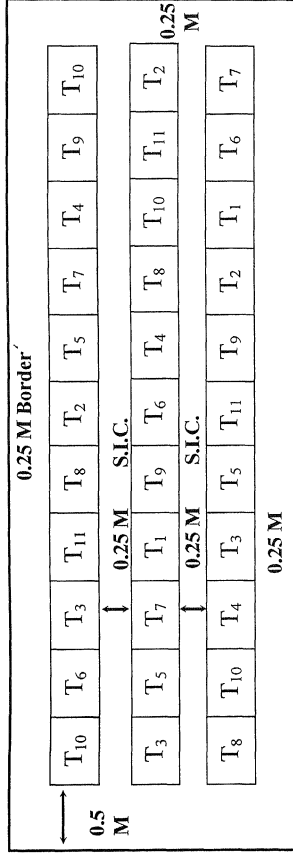 0.25 M Border
T₁₀ T₆ T₃ T₁₁ T₈ T₂ T₅ T₇ T₄ T₉ T₁₀
0.5 M
0.25 M S.I.C.
0.25 M
T₃ T₅ T₇ T₁ T₉ T₆ T₄ T₈ T₁₀ T₁₁ T₂
0.25 M S.I.C.
T₈ T₁₀ T₄ T₃ T₅ T₁₁ T₉ T₂ T₁ T₆ T₇
0.25 M